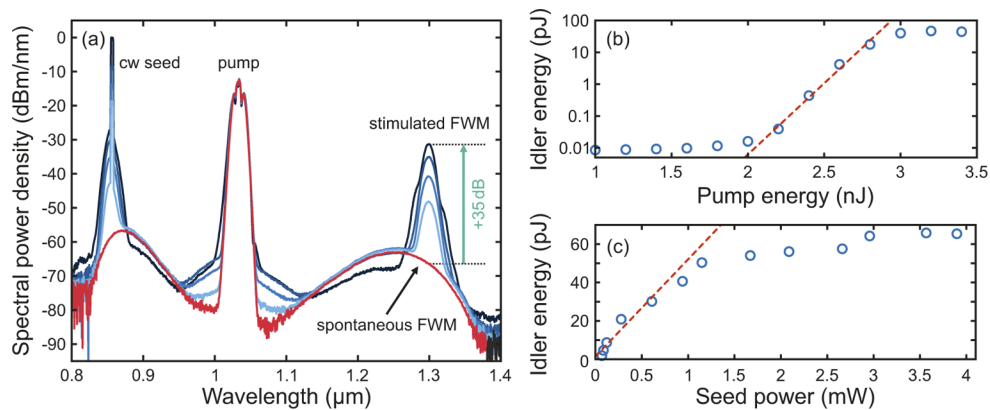 (a)
cw seed
pump
stimulated FWM
+35 dB
spontaneous FWM
0
-10
-20
-30
-40
-50
-60
-70
-80
-90
Spectral power density (dBm/nm)
0.8 0.9 1 1.1 1.2 1.3 1.4
Wavelength (µm)
(b)
100
10
1
0.1
0.01
Idler energy (pJ)
1 1.5 2 2.5 3 3.5
Pump energy (nJ)
(c)
60
40
20
0
Idler energy (pJ)
0 0.5 1 1.5 2 2.5 3 3.5 4
Seed power (mW)